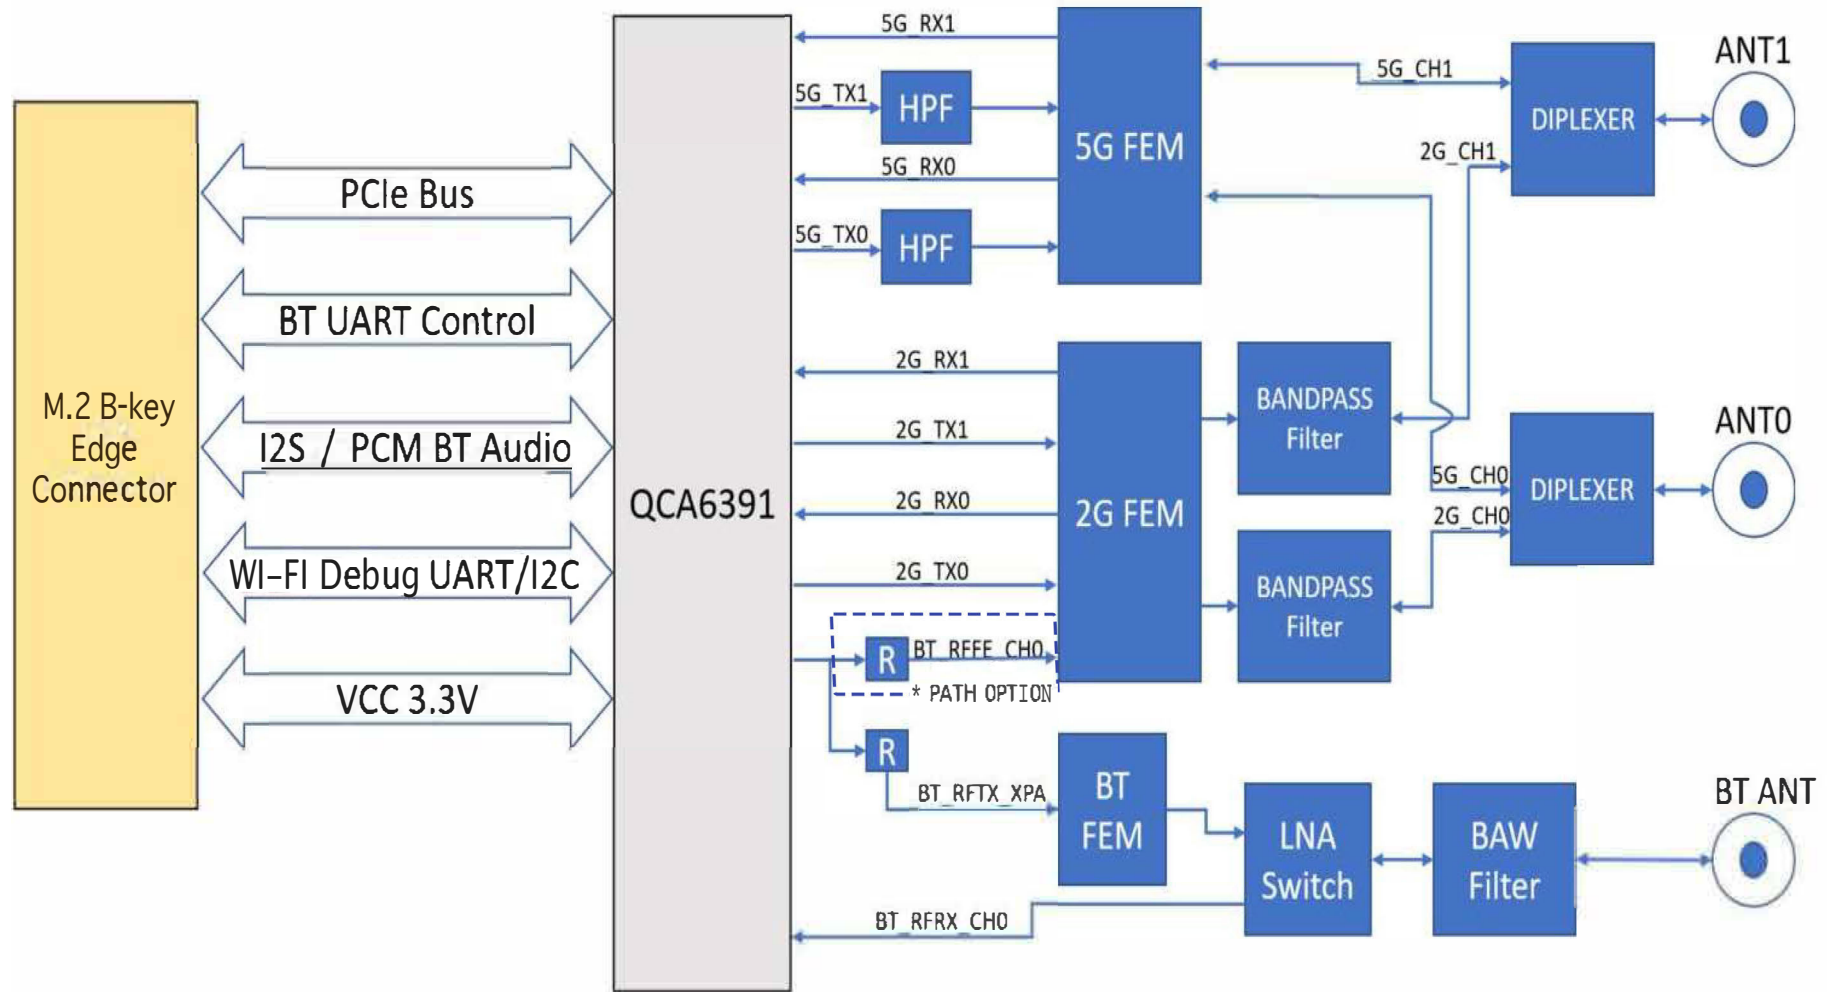 M.2 B-key
Edge
Connector
PCIe Bus
BT UART Control
I2S / PCM BT Audio
WI-FI Debug UART/I2C
VCC 3.3V
QCA6391
5G_RX1
5G_TX1
HPF
5G_RX0
5G_TX0
HPF
5G FEM
5G_CH1
2G_CH1
DIPLEXER
ANT1
2G_RX1
2G_TX1
2G_RX0
2G_TX0
2G FEM
BANDPASS
Filter
BANDPASS
Filter
5G_CH0
2G_CH0
DIPLEXER
ANT0
R
BT_RFFE_CH0
* PATH OPTION
R
BT_RFTX_XPA
BT
FEM
BT_RFRX_CH0
LNA
Switch
BAW
Filter
BT ANT